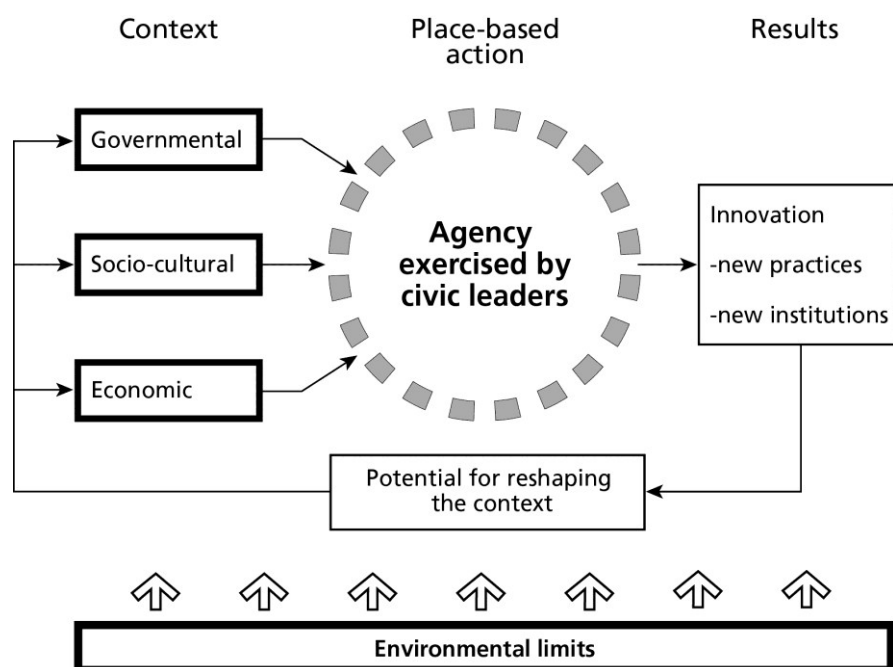 Context
Place-based
action
Results
Governmental
Socio-cultural
Economic
Agency
exercised by
civic leaders
Innovation
-new practices
-new institutions
Potential for reshaping
the context
Environmental limits